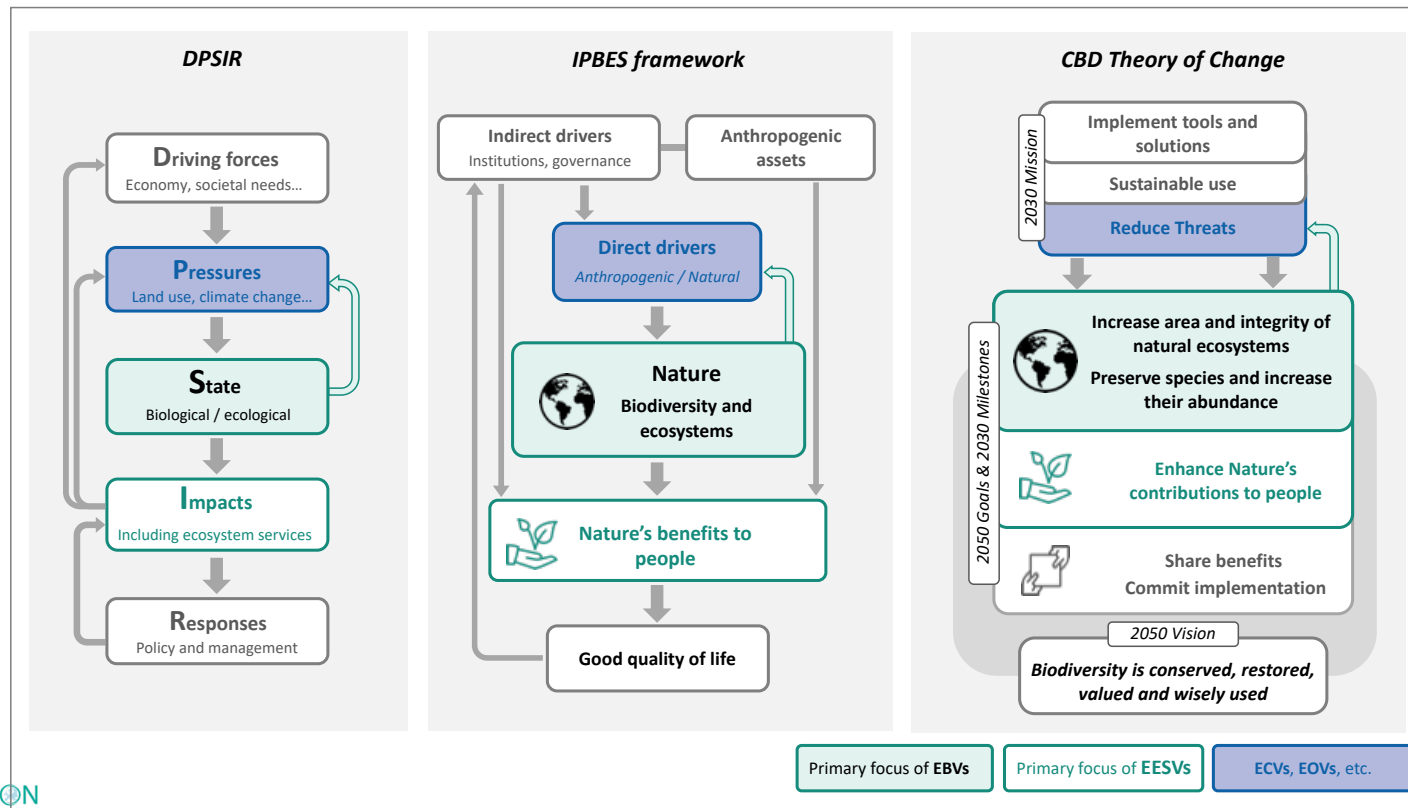 DPSIR
Driving forces
Economy, societal needs…
Pressures
Land use, climate change…
State
Biological / ecological
Impacts
Including ecosystem services
Responses
Policy and management
IPBES framework
Indirect drivers
Institutions, governance
Anthropogenic
assets
Direct drivers
Anthropogenic / Natural
Nature
Biodiversity and
ecosystems
Nature's benefits to
people
Good quality of life
CBD Theory of Change
2030 Mission
Implement tools and
solutions
Sustainable use
Reduce Threats
2050 Goals & 2030 Milestones
Increase area and integrity of
natural ecosystems
Preserve species and increase
their abundance
Enhance Nature's
contributions to people
Share benefits
Commit implementation
2050 Vision
Biodiversity is conserved, restored,
valued and wisely used
Primary focus of EBVs
Primary focus of EESVs
ECVs, EOVs, etc.
N